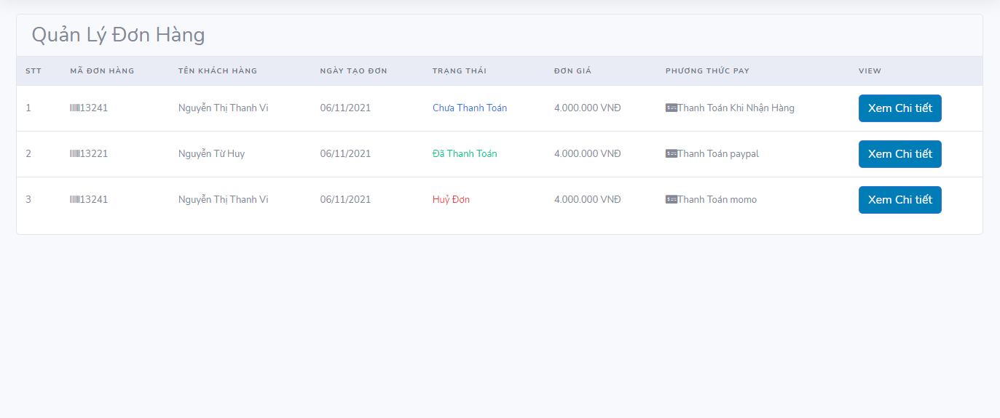 Quản Lý Đơn Hàng
STT MÃ ĐƠN HÀNG TÊN KHÁCH HÀNG NGÀY TẠO ĐƠN TRẠNG THÁI ĐƠN GIÁ PHƯƠNG THỨC PAY VIEW
1 13241 Nguyễn Thị Thanh Vi 06/11/2021 Chưa Thanh Toán 4.000.000 VNĐ Thanh Toán Khi Nhận Hàng Xem Chi tiết
2 13221 Nguyễn Từ Huy 06/11/2021 Đã Thanh Toán 4.000.000 VNĐ Thanh Toán paypal Xem Chi tiết
3 13241 Nguyễn Thị Thanh Vi 06/11/2021 Huỷ Đơn 4.000.000 VNĐ Thanh Toán momo Xem Chi tiết